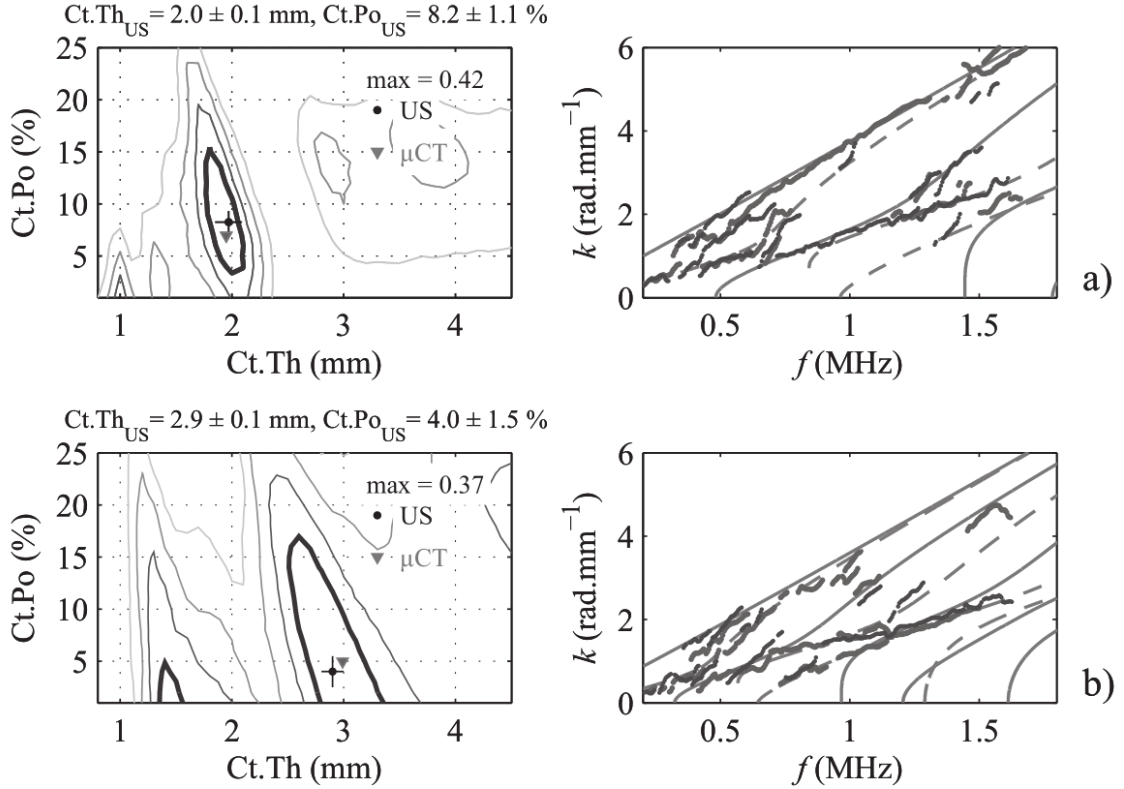 Ct.Th_US = 2.0 ± 0.1 mm, Ct.Po_US = 8.2 ± 1.1 %
25
20
15
10
5
Ct.Po (%)
max = 0.42
US
μCT
1 2 3 4
Ct.Th (mm)
6
4
2
0
k (rad.mm⁻¹)
0.5 1 1.5
f (MHz)
a)
Ct.Th_US = 2.9 ± 0.1 mm, Ct.Po_US = 4.0 ± 1.5 %
25
20
15
10
5
Ct.Po (%)
max = 0.37
US
μCT
1 2 3 4
Ct.Th (mm)
6
4
2
0
k (rad.mm⁻¹)
0.5 1 1.5
f (MHz)
b)